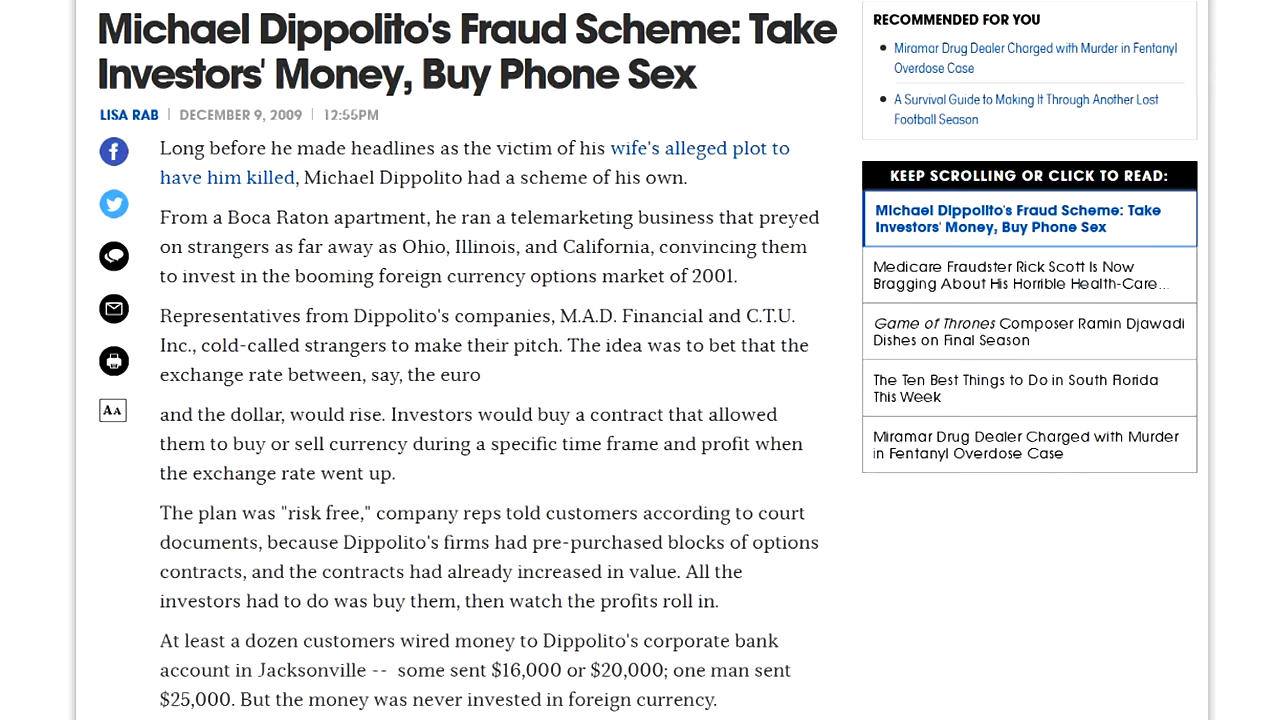 Michael Dippolito's Fraud Scheme: Take
Investors' Money, Buy Phone Sex
LISA RAB | DECEMBER 9, 2009 | 12:55PM
Long before he made headlines as the victim of his wife's alleged plot to
have him killed, Michael Dippolito had a scheme of his own.
From a Boca Raton apartment, he ran a telemarketing business that preyed
on strangers as far away as Ohio, Illinois, and California, convincing them
to invest in the booming foreign currency options market of 2001.
Representatives from Dippolito's companies, M.A.D. Financial and C.T.U.
Inc., cold-called strangers to make their pitch. The idea was to bet that the
exchange rate between, say, the euro
AA
and the dollar, would rise. Investors would buy a contract that allowed
them to buy or sell currency during a specific time frame and profit when
the exchange rate went up.
The plan was "risk free," company reps told customers according to court
documents, because Dippolito's firms had pre-purchased blocks of options
contracts, and the contracts had already increased in value. All the
investors had to do was buy them, then watch the profits roll in.
At least a dozen customers wired money to Dippolito's corporate bank
account in Jacksonville -- some sent $16,000 or $20,000; one man sent
$25,000. But the money was never invested in foreign currency.
RECOMMENDED FOR YOU
Miramar Drug Dealer Charged with Murder in Fentanyl
Overdose Case
A Survival Guide to Making It Through Another Lost
Football Season
KEEP SCROLLING OR CLICK TO READ:
Michael Dippolito's Fraud Scheme: Take
Investors' Money, Buy Phone Sex
Medicare Fraudster Rick Scott Is Now
Bragging About His Horrible Health-Care...
Game of Thrones Composer Ramin Djawadi
Dishes on Final Season
The Ten Best Things to Do in South Florida
This Week
Miramar Drug Dealer Charged with Murder
in Fentanyl Overdose Case